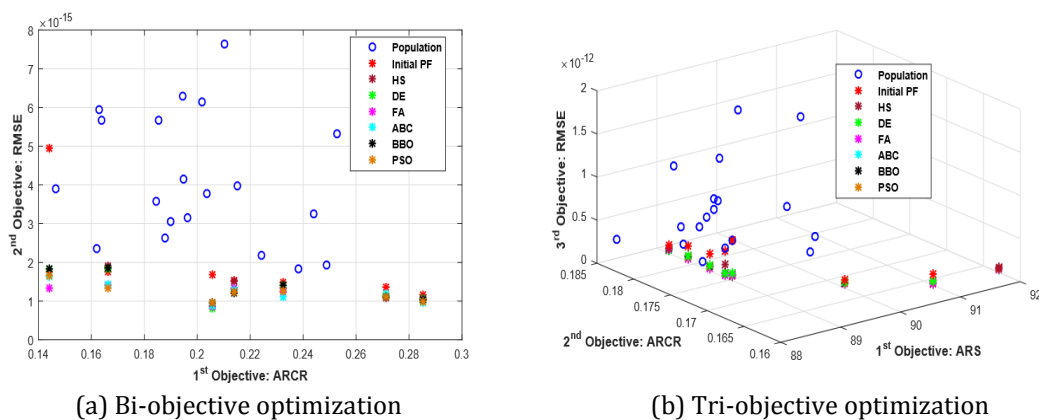 ×10⁻¹⁵
8
7
6
5
4
3
2
1
0
2ⁿᵈ Objective: RMSE
0.14 0.16 0.18 0.2 0.22 0.24 0.26 0.28 0.3
1ˢᵗ Objective: ARCR
Population
Initial PF
HS
DE
FA
ABC
BBO
PSO
(a) Bi-objective optimization
×10⁻¹²
2
1.5
1
0.5
0
3ʳᵈ Objective: RMSE
0.185
0.18
0.175
0.17
0.165
0.16
2ⁿᵈ Objective: ARCR
88
89
90
91
92
1ˢᵗ Objective: ARS
Population
Initial PF
HS
DE
FA
ABC
BBO
PSO
(b) Tri-objective optimization